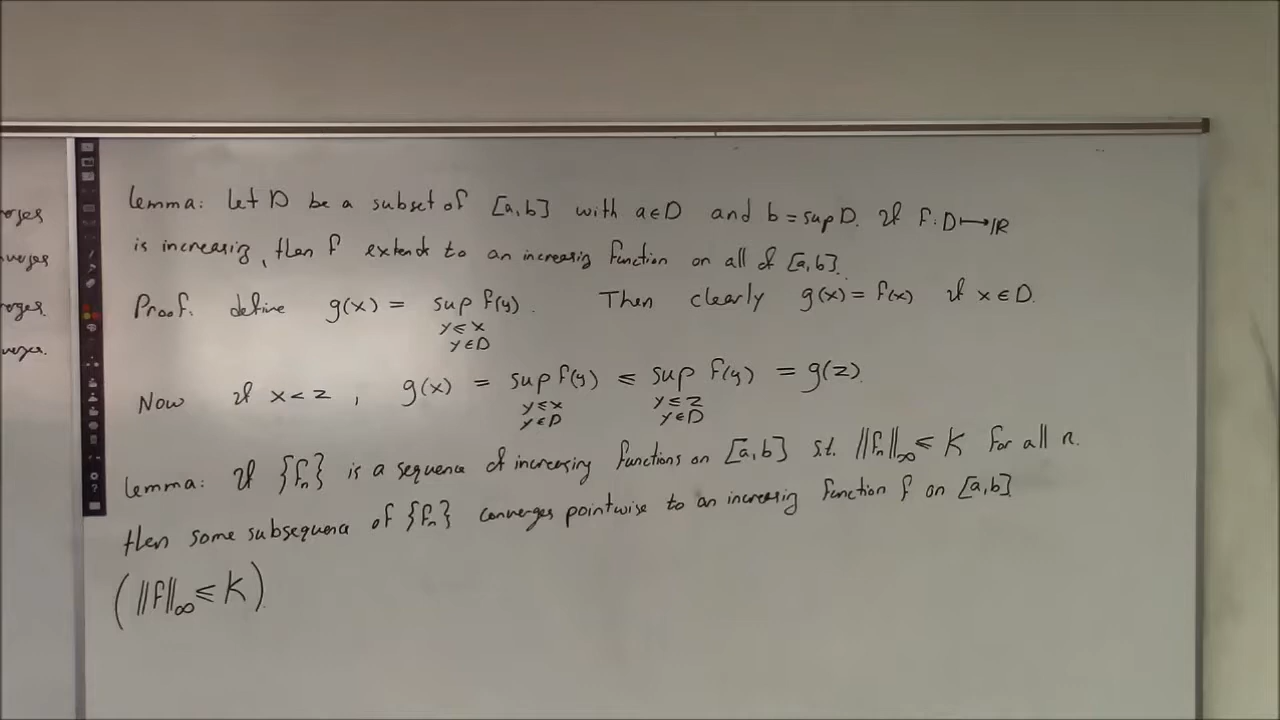 Lemma: Let D be a subset of [a,b] with a∈D and b = sup D. If f: D ↦ ℝ
is increasing, then f extends to an increasing function on all of [a,b].
Proof: define g(x) = sup f(y). Then clearly g(x) = f(x) if x ∈ D.
y ≤ x
y ∈ D
Now if x < z, g(x) = sup f(y) ≤ sup f(y) = g(z).
y ≤ x y ≤ z
y ∈ D y ∈ D
Lemma: If {fₙ} is a sequence of increasing functions on [a,b] s.t. ||fₙ||∞ ≤ K for all n.
then some subsequence of {fₙ} converges pointwise to an increasing function f on [a,b]
(||f||∞ ≤ K).